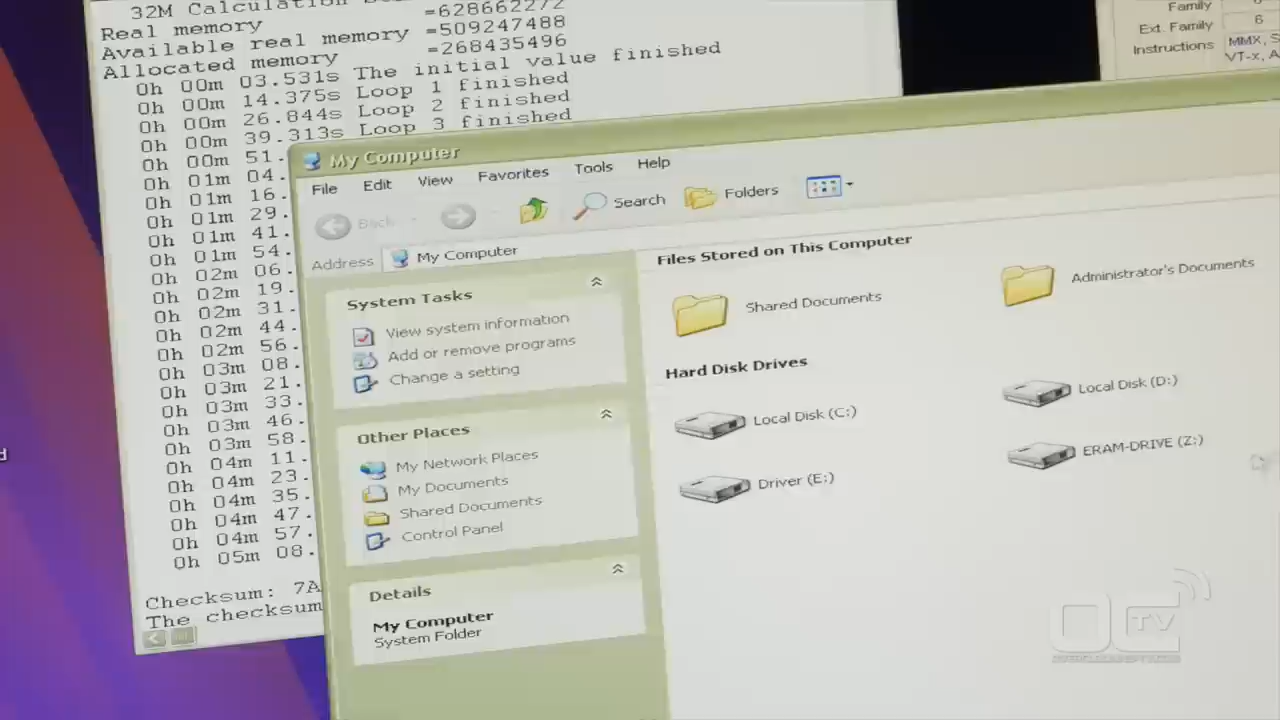 32M Calculation
Real memory =628662272
Available real memory =509247488
Allocated memory =268435496
0h 00m 03.531s The initial value finished
0h 00m 14.375s Loop 1 finished
0h 00m 26.844s Loop 2 finished
0h 00m 39.313s Loop 3 finished
0h 00m 51.
0h 01m 04.
0h 01m 16.
0h 01m 29.
0h 01m 41.
0h 01m 54.
0h 02m 06.
0h 02m 19.
0h 02m 31.
0h 02m 44.
0h 02m 56.
0h 03m 08.
0h 03m 21.
0h 03m 33.
0h 03m 46.
0h 03m 58.
0h 04m 11.
0h 04m 23.
0h 04m 35.
0h 04m 47.
0h 04m 57.
0h 05m 08.
Checksum: 7A
The checksum
Family
Ext. Family 6
Instructions MMX, S
VT-x, A
My Computer
File Edit View Favorites Tools Help
Back Search Folders
Address My Computer
System Tasks
View system information
Add or remove programs
Change a setting
Other Places
My Network Places
My Documents
Shared Documents
Control Panel
Details
My Computer
System Folder
Files Stored on This Computer
Shared Documents
Administrator's Documents
Hard Disk Drives
Local Disk (C:)
Local Disk (D:)
Driver (E:)
ERAM-DRIVE (Z:)
OC TV